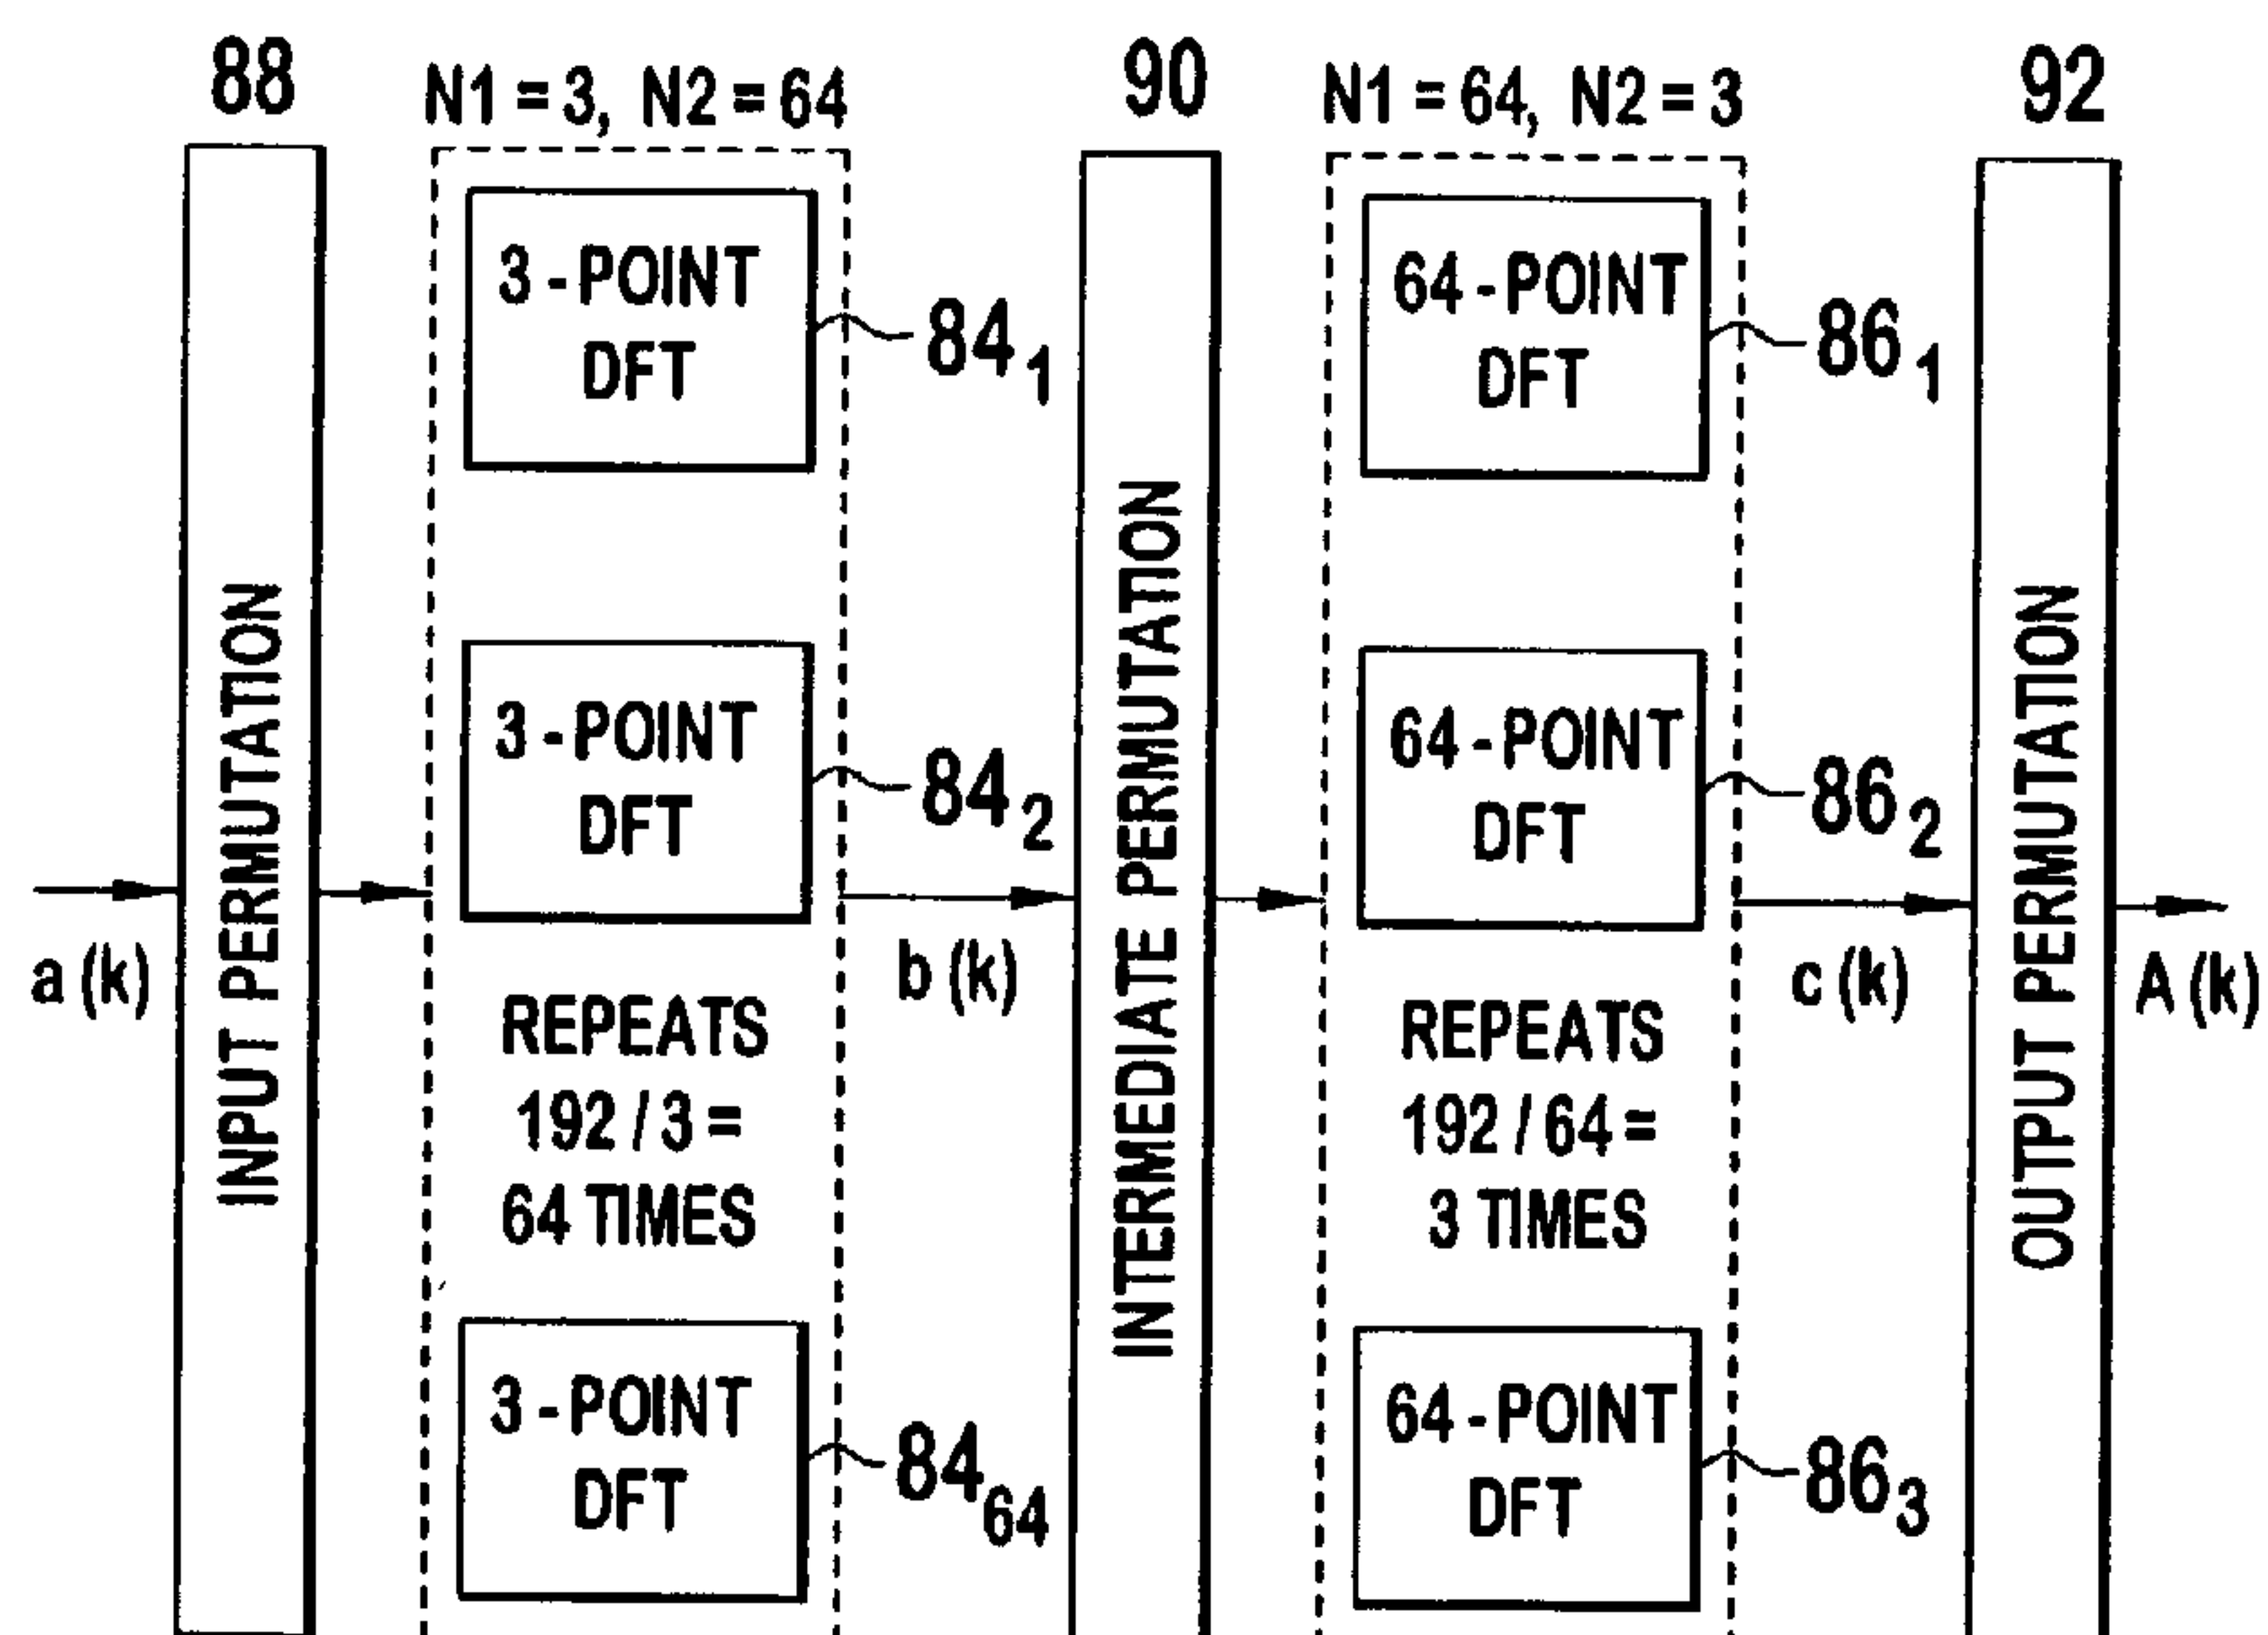 88
N1 = 3, N2 = 64
90
N1 = 64, N2 = 3
92
INPUT PERMUTATION
3 - POINT
DFT
84 1
3 - POINT
DFT
84 2
REPEATS
192 / 3 =
64 TIMES
3 - POINT
DFT
84 64
INTERMEDIATE PERMUTATION
64 - POINT
DFT
86 1
64 - POINT
DFT
86 2
REPEATS
192 / 64 =
3 TIMES
64 - POINT
DFT
86 3
OUTPUT PERMUTATION
a (k)
b (k)
c (k)
A (k)